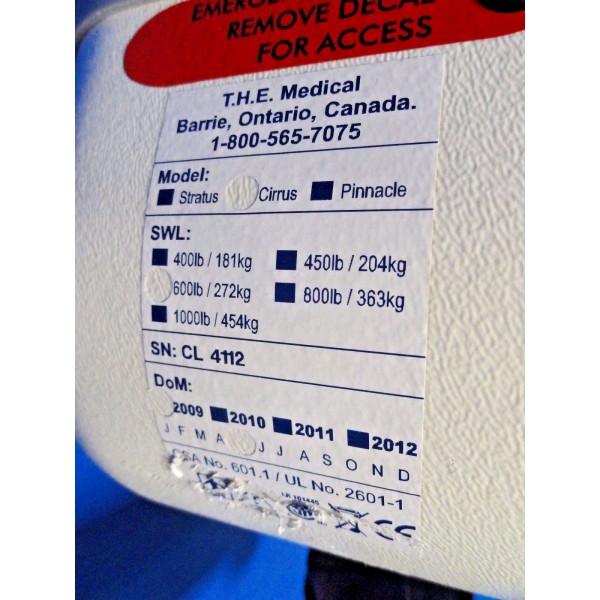 REMOVE DECAL
FOR ACCESS
T.H.E. Medical
Barrie, Ontario, Canada.
1-800-565-7075
Model:
Stratus Cirrus Pinnacle
SWL:
400lb / 181kg 450lb / 204kg
600lb / 272kg 800lb / 363kg
1000lb / 454kg
SN: CL 4112
DoM:
2009 2010 2011 2012
J F M A J J A S O N D
CSA No. 601.1 / UL No. 2601-1
CE